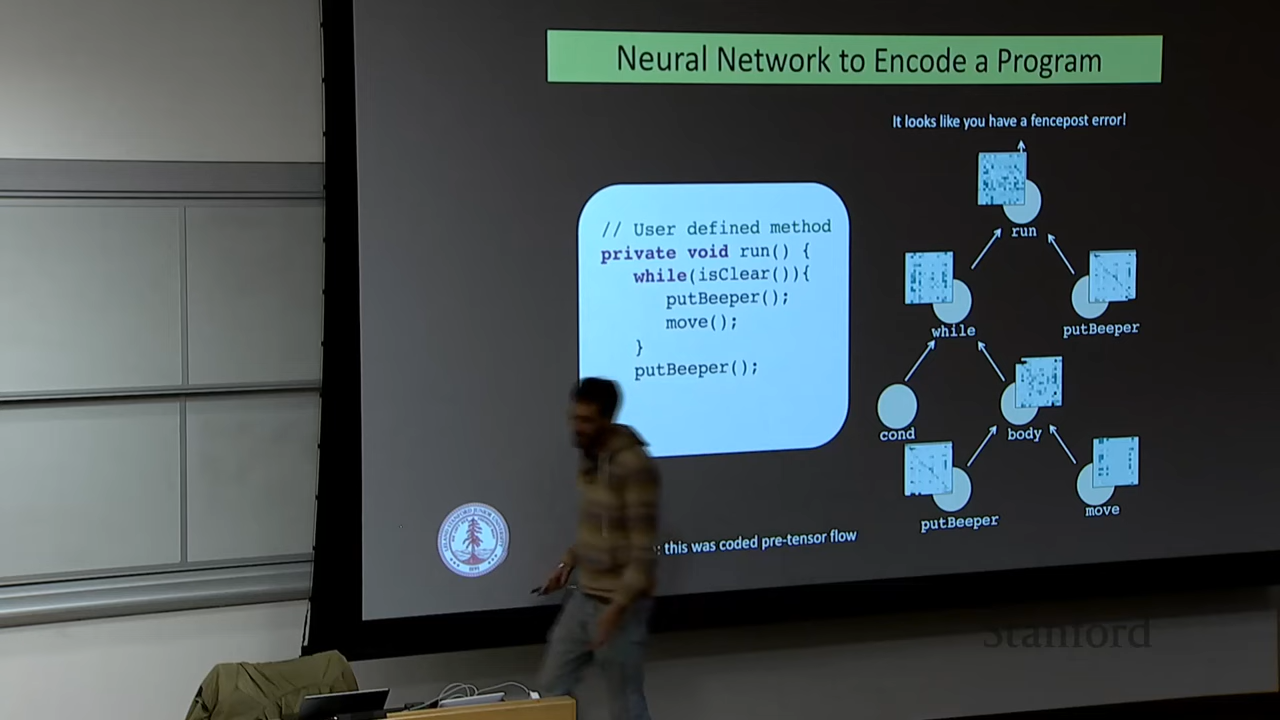 Neural Network to Encode a Program
It looks like you have a fencepost error!
// User defined method
private void run() {
while(isClear()){
putBeeper();
move();
}
putBeeper();
run
while
putBeeper
cond
body
putBeeper
move
: this was coded pre-tensor flow
Stanford